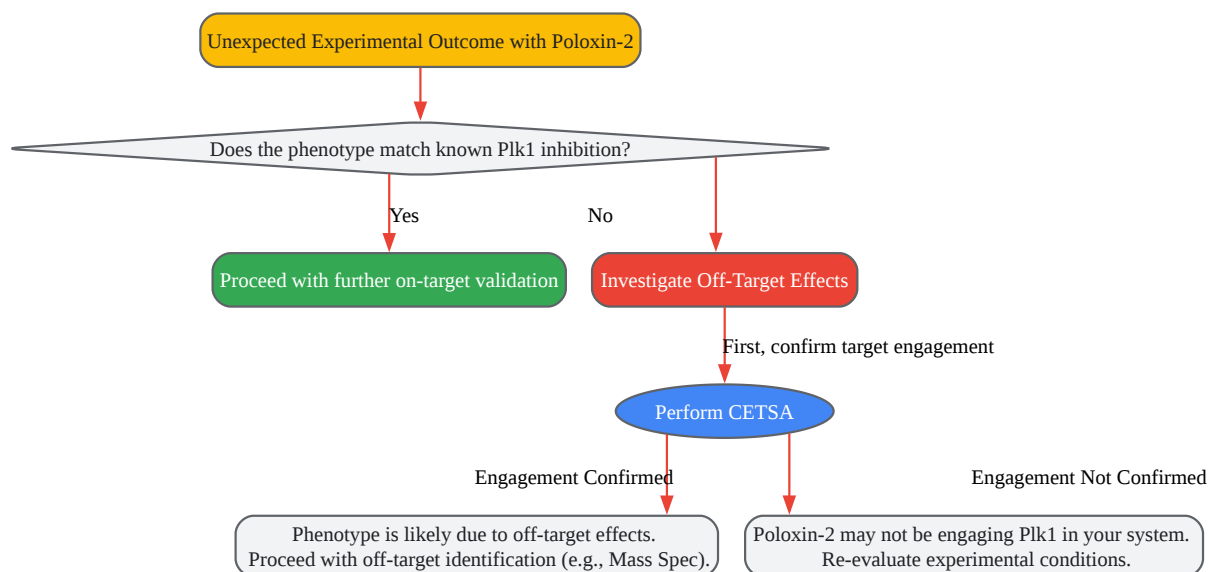 Unexpected Experimental Outcome with Poloxin-2
Does the phenotype match known Plk1 inhibition?
Yes
No
Proceed with further on-target validation
Investigate Off-Target Effects
First, confirm target engagement
Perform CETSA
Engagement Confirmed
Engagement Not Confirmed
Phenotype is likely due to off-target effects.
Proceed with off-target identification (e.g., Mass Spec).
Poloxin-2 may not be engaging Plk1 in your system.
Re-evaluate experimental conditions.